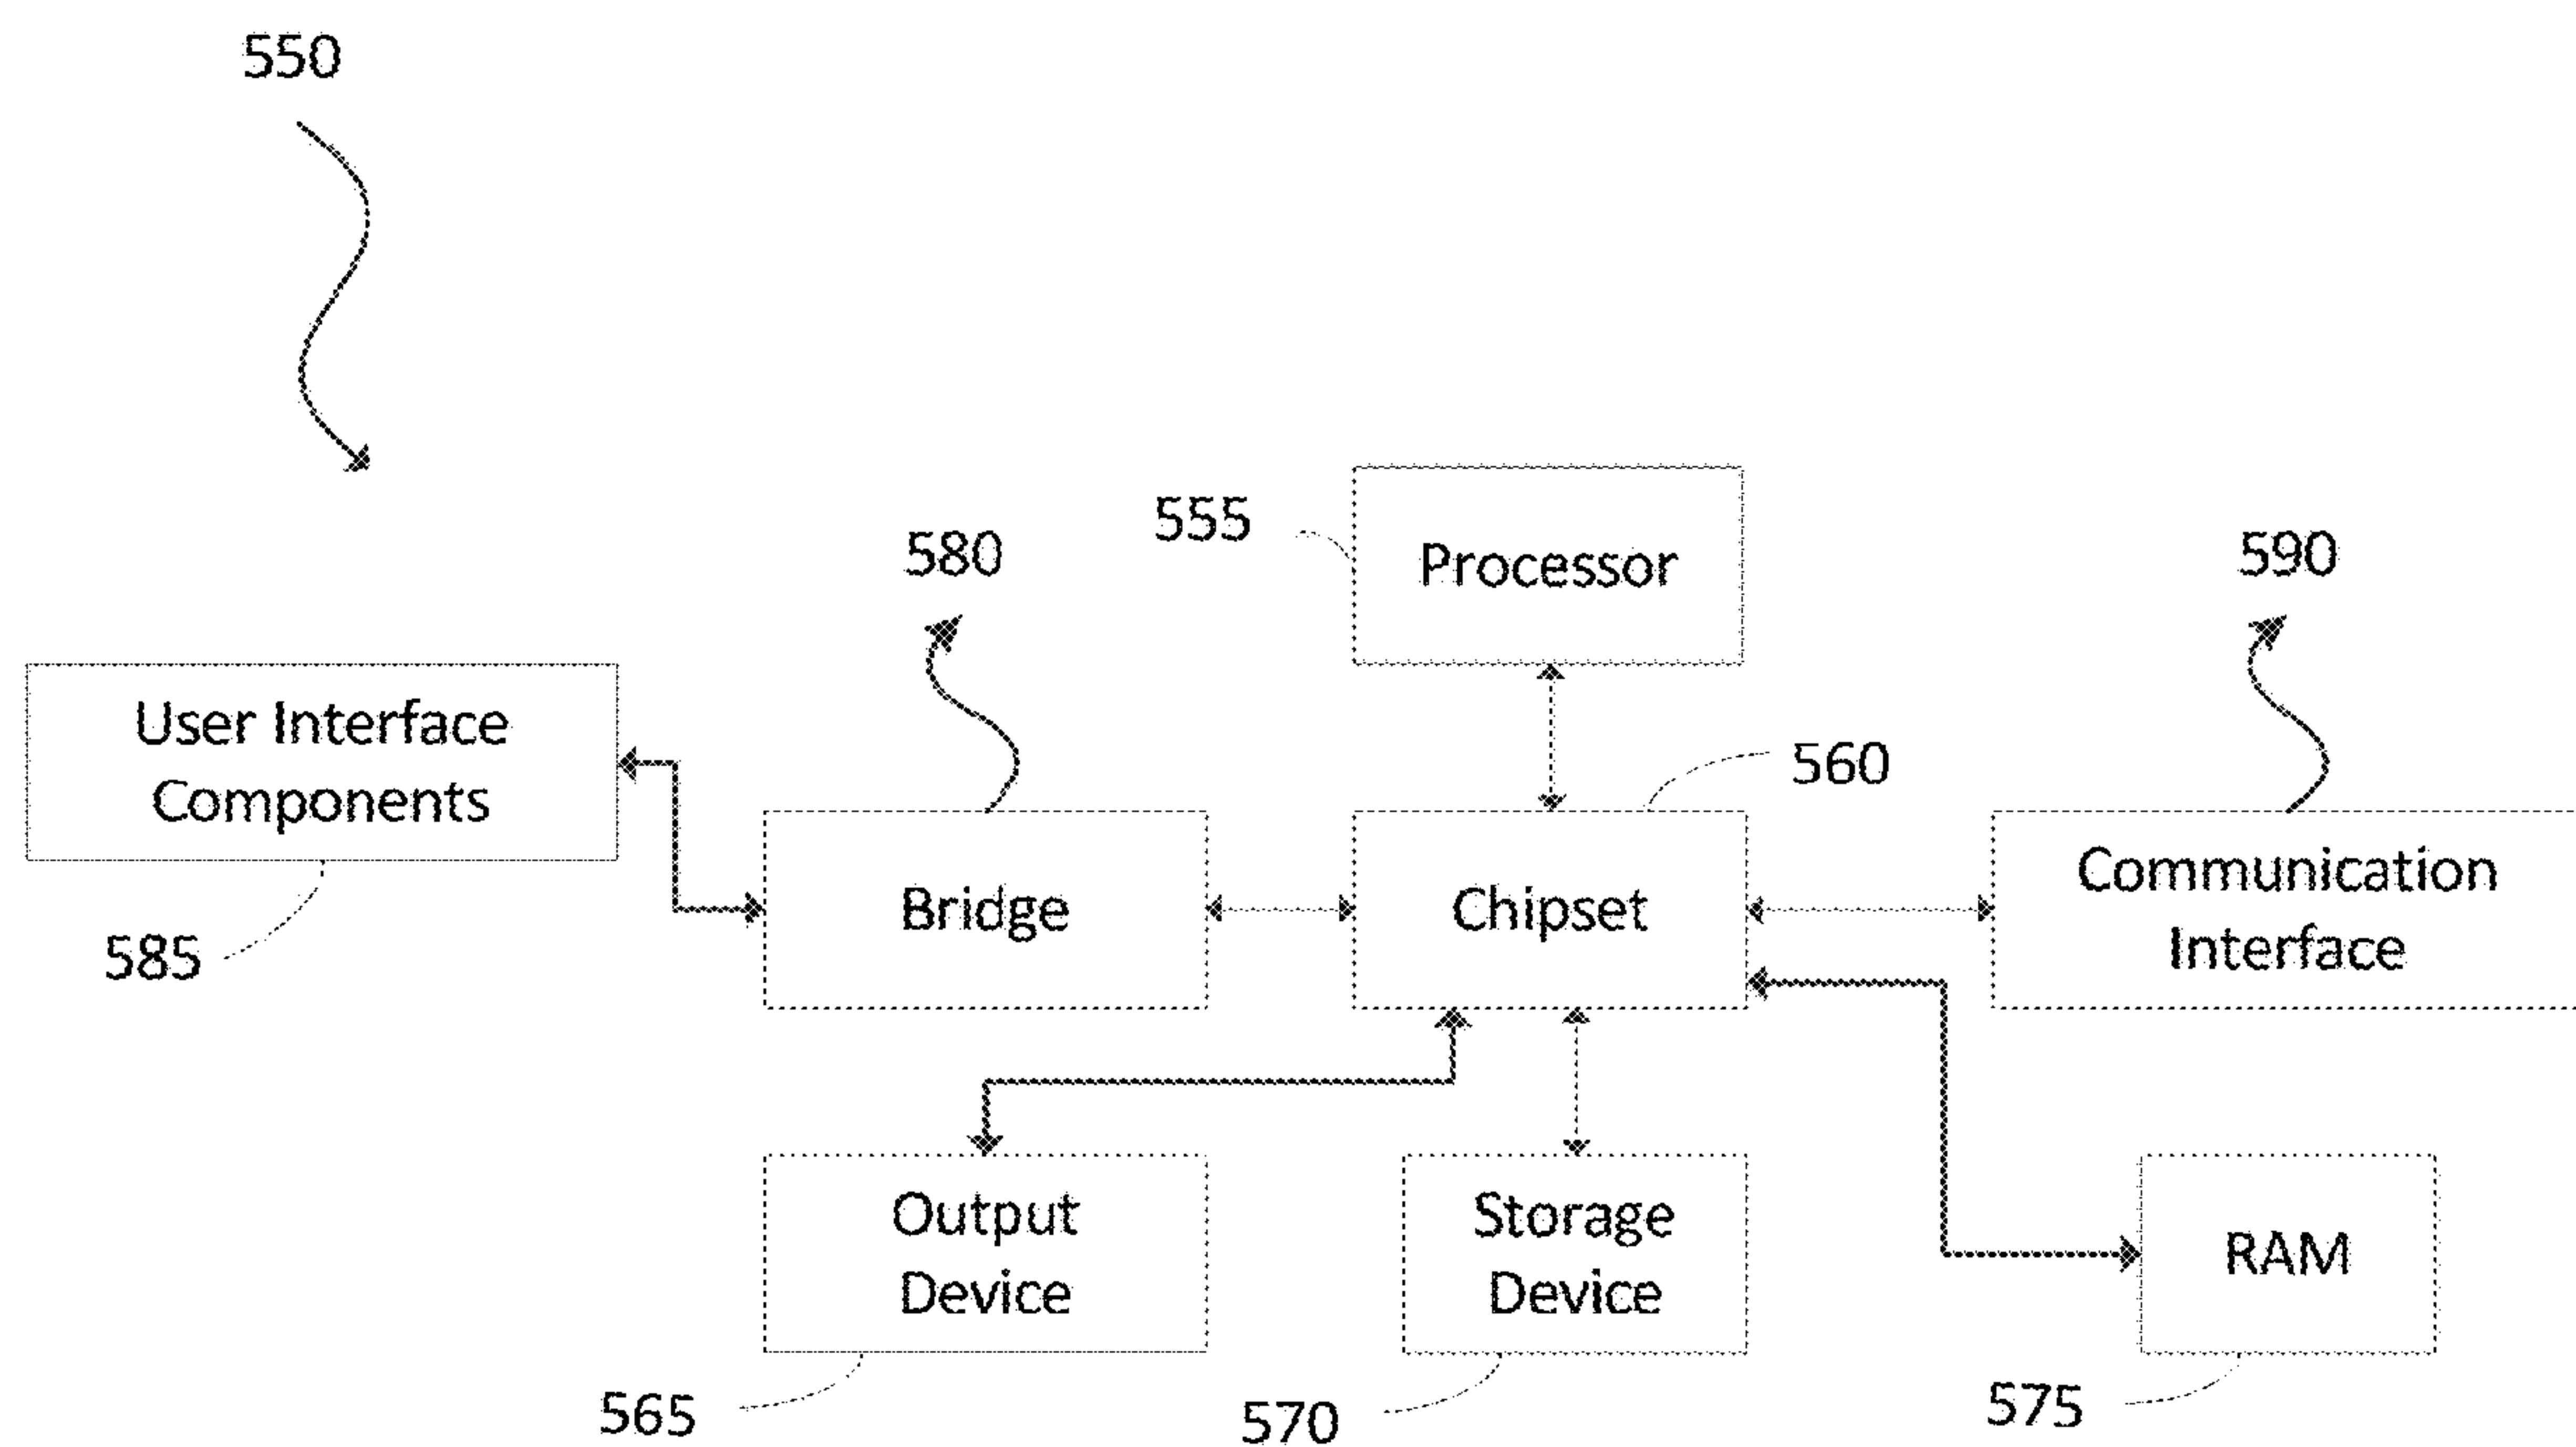 550
555
Processor
580
590
User Interface
Components
560
585
Bridge
Chipset
Communication
Interface
Output
Device
Storage
Device
RAM
565
570
575